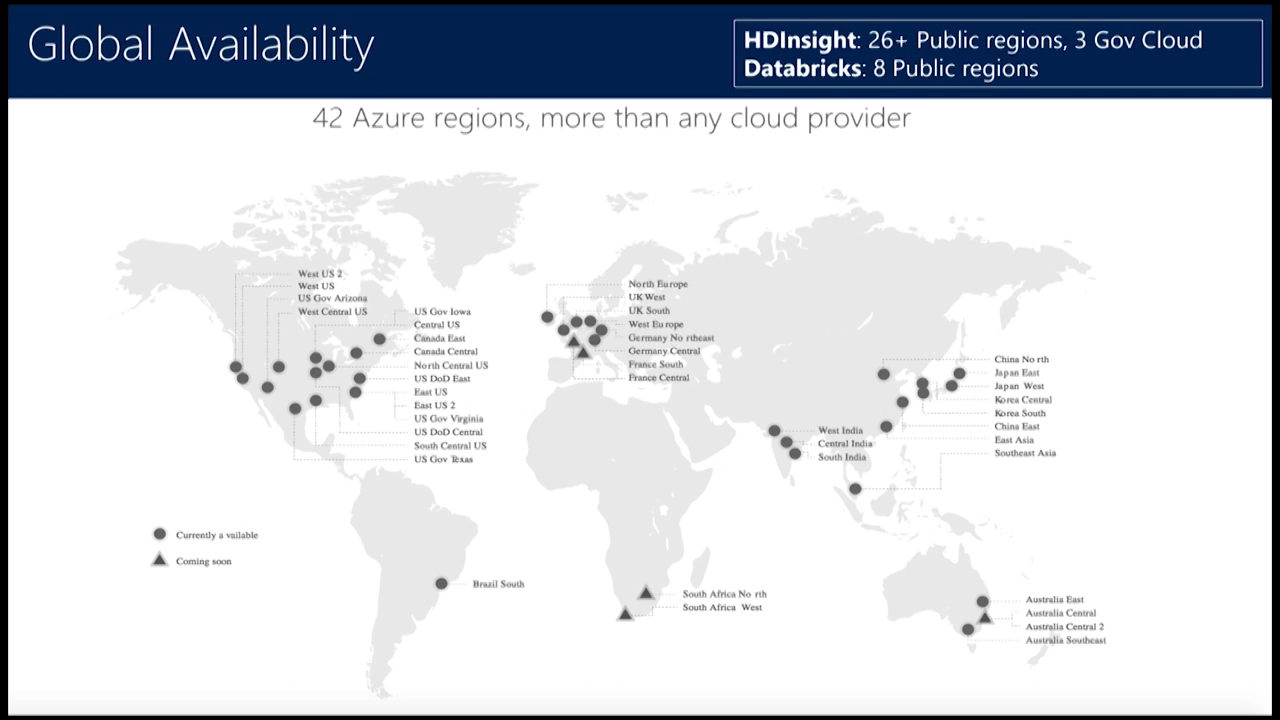 Global Availability
HDInsight: 26+ Public regions, 3 Gov Cloud
Databricks: 8 Public regions
42 Azure regions, more than any cloud provider
West US 2
West US
US Gov Arizona
West Central US
US Gov Iowa
Central US
Canada East
Canada Central
North Central US
US DoD East
East US
East US 2
US Gov Virginia
US DoD Central
South Central US
US Gov Texas
North Europe
UK West
UK South
West Eu rope
Germany No rtheast
Germany Central
France South
France Central
China No rth
Japan East
Japan West
Korea Central
Korea South
China East
East Asia
Southeast Asia
West India
Central India
South India
Currently a vailable
Coming soon
Brazil South
South Africa No rth
South Africa West
Australia East
Australia Central
Australia Central 2
Australia Southeast